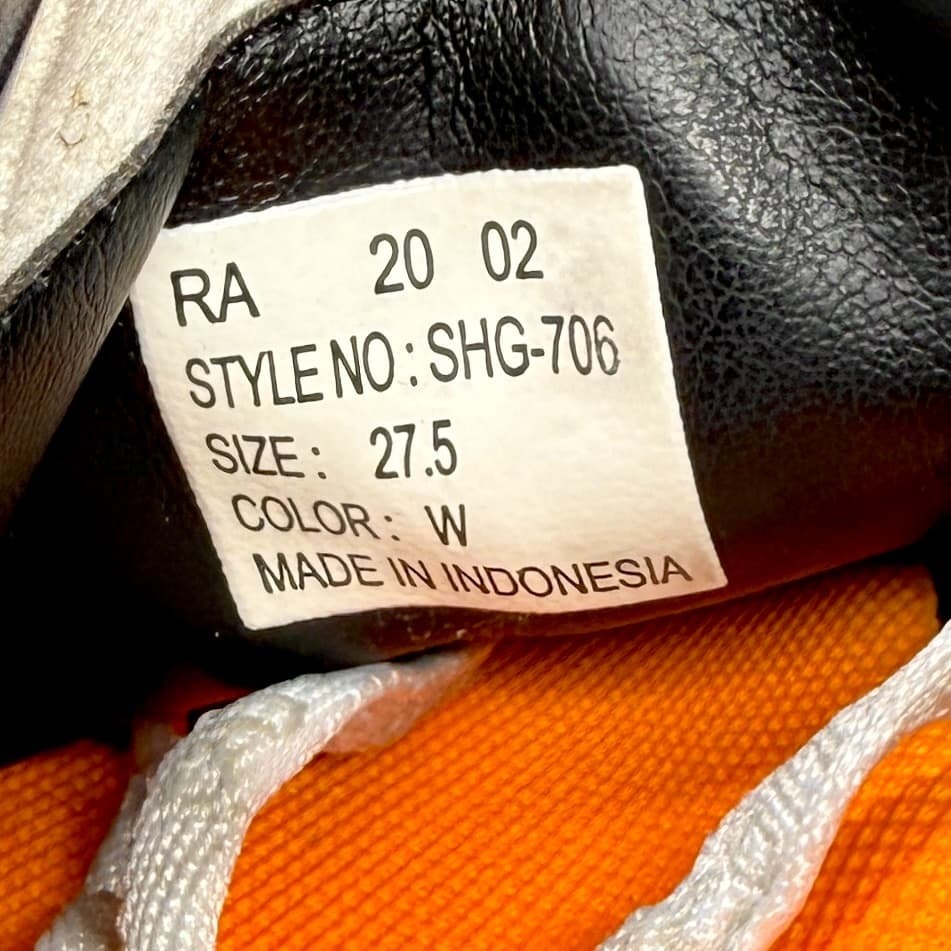 RA 20 02
STYLE NO : SHG-706
SIZE : 27.5
COLOR : W
MADE IN INDONESIA